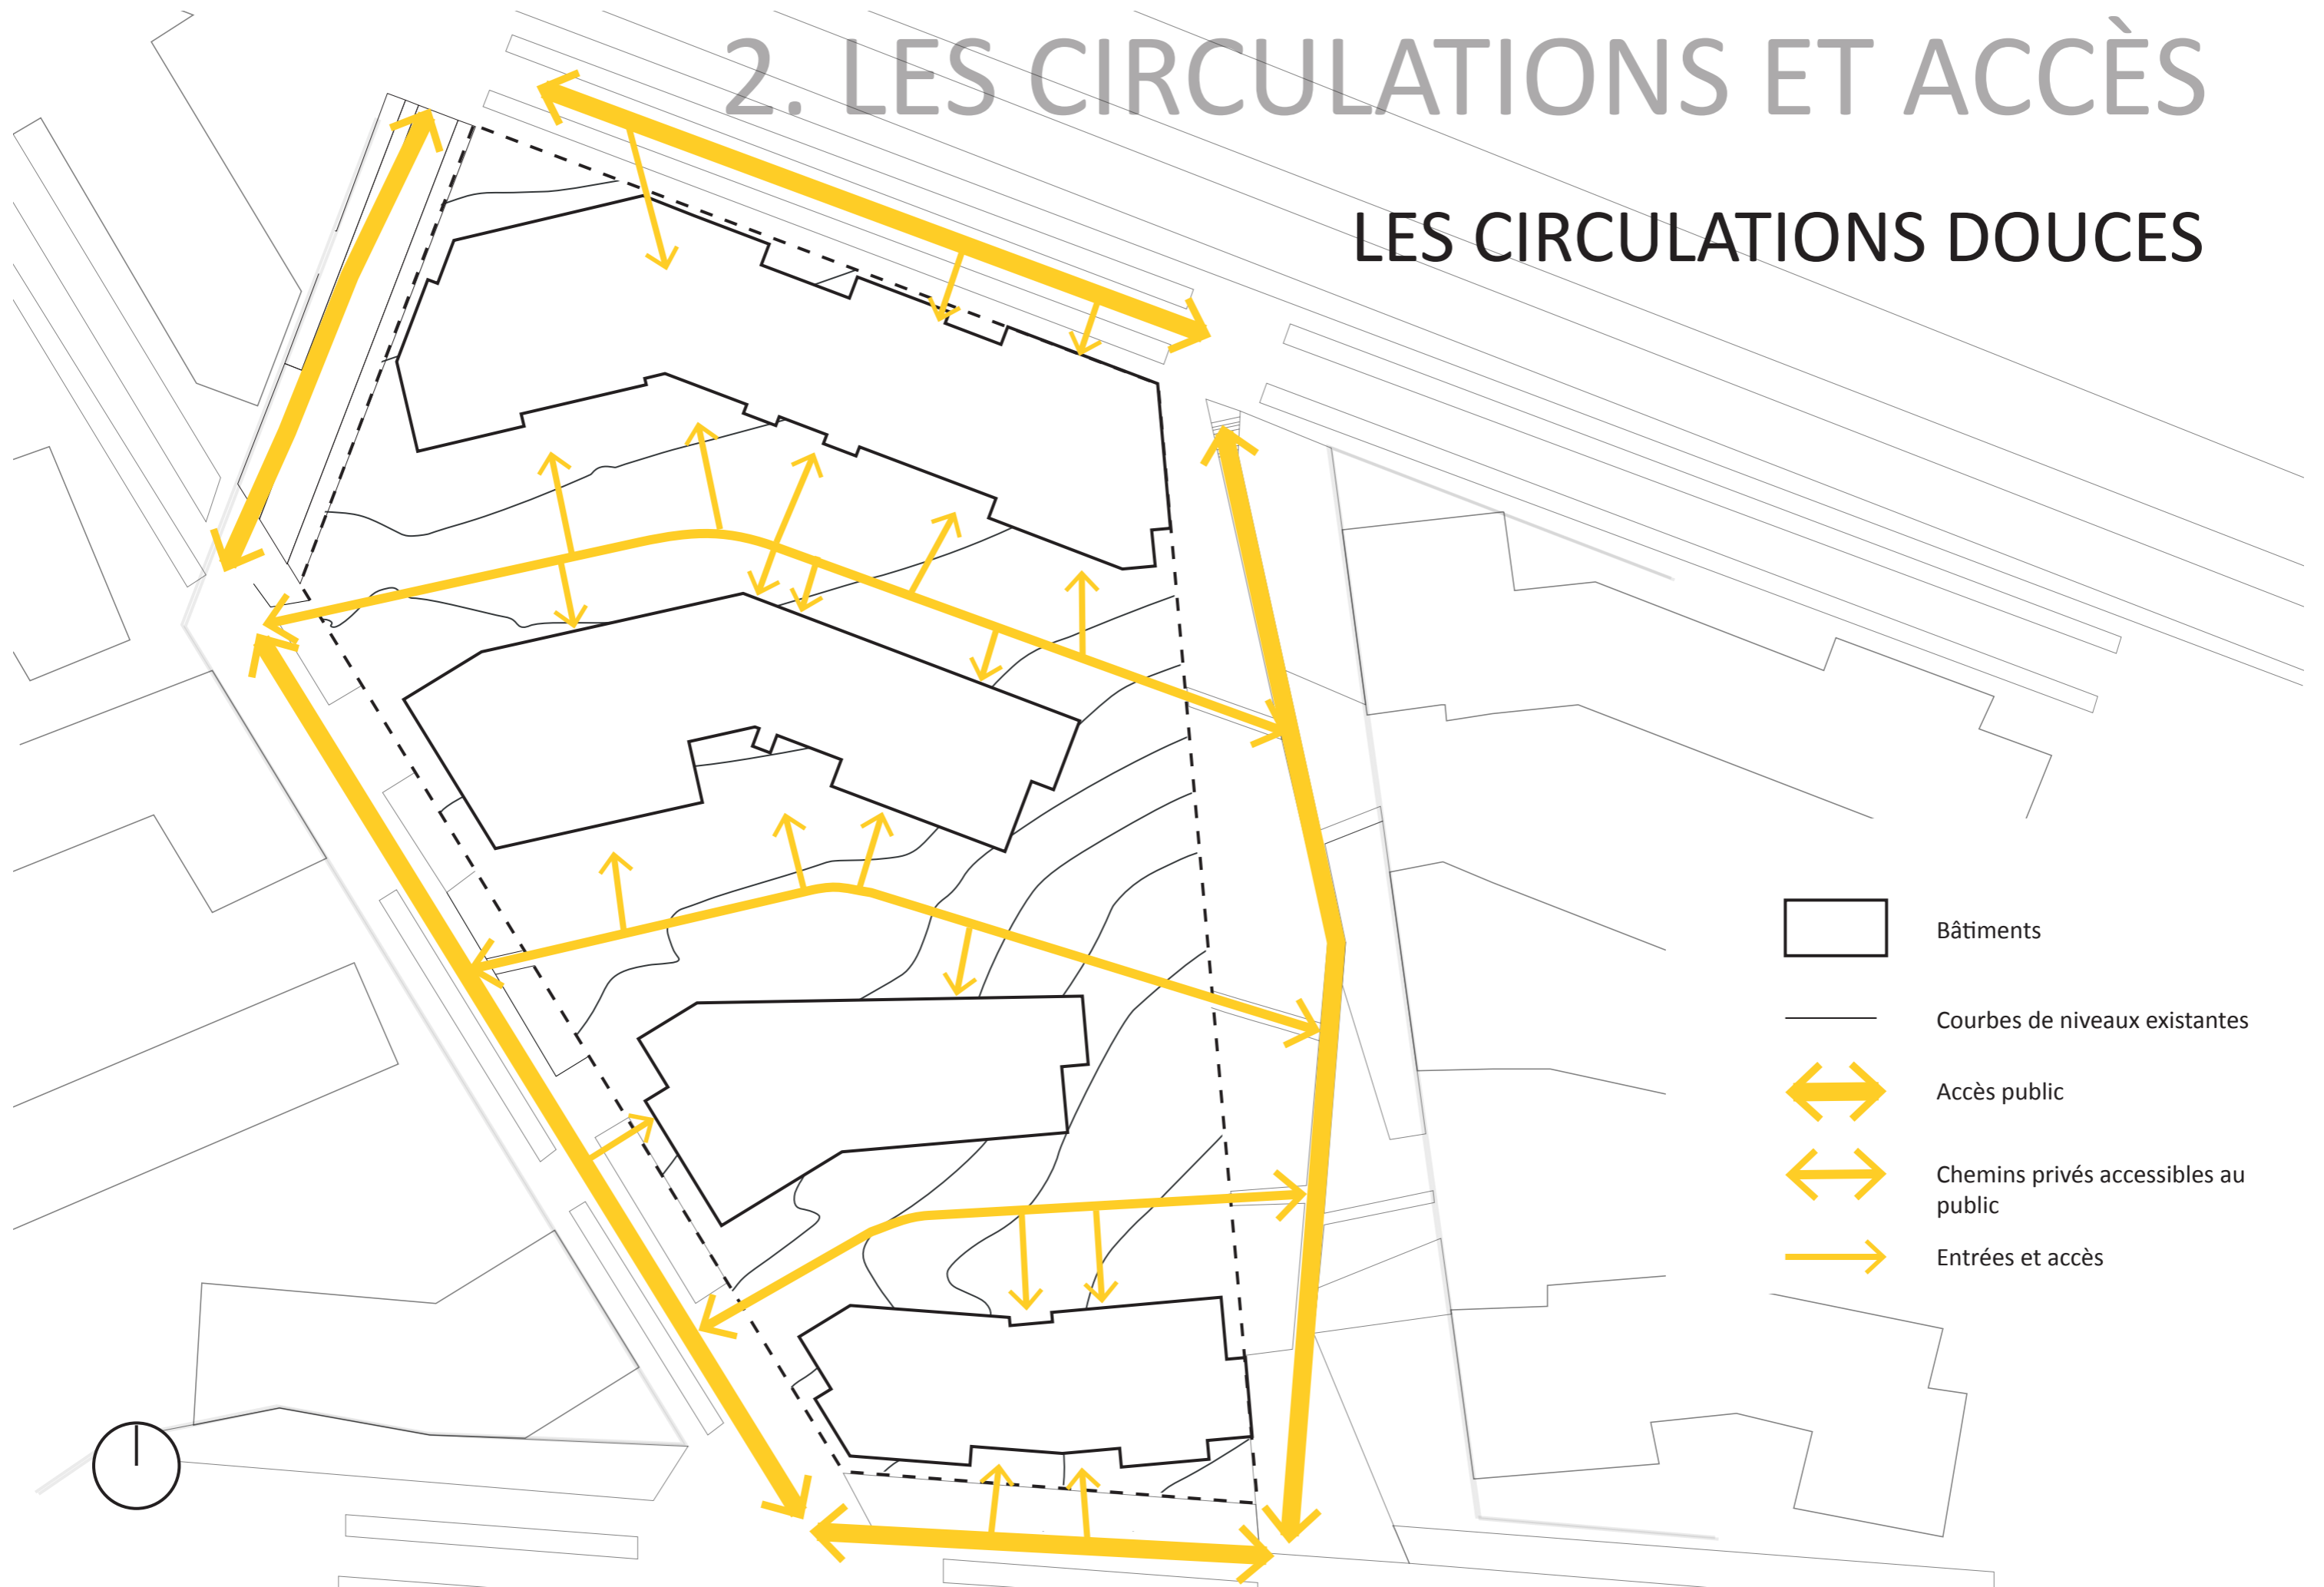 2. LES CIRCULATIONS ET ACCÈS
LES CIRCULATIONS DOUCES
Bâtiments
Courbes de niveaux existantes
Accès public
Chemins privés accessibles au
public
Entrées et accès